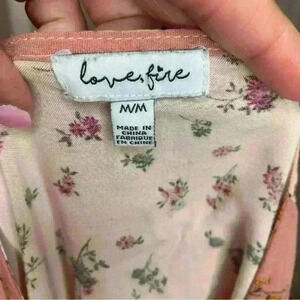 love, fire
M/M
MADE IN
CHINA
FABRIQUÉ
EN CHINE